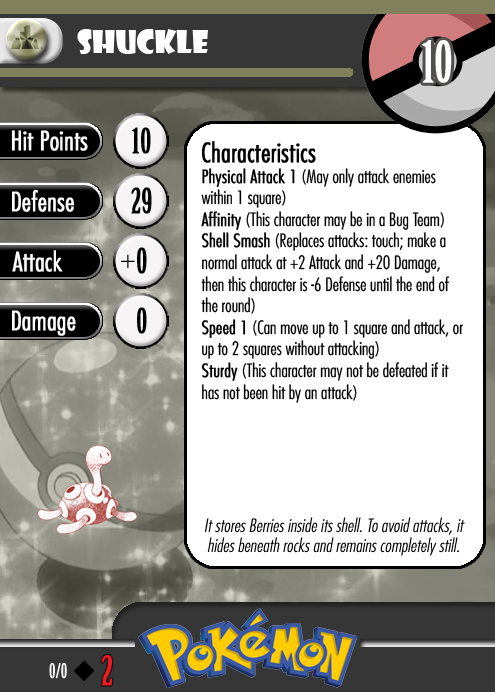 SHUCKLE
10
Hit Points 10
Defense 29
Attack +0
Damage 0
Characteristics
Physical Attack 1 (May only attack enemies
within 1 square)
Affinity (This character may be in a Bug Team)
Shell Smash (Replaces attacks: touch; make a
normal attack at +2 Attack and +20 Damage,
then this character is -6 Defense until the end of
the round)
Speed 1 (Can move up to 1 square and attack, or
up to 2 squares without attacking)
Sturdy (This character may not be defeated if it
has not been hit by an attack)
It stores Berries inside its shell. To avoid attacks, it
hides beneath rocks and remains completely still.
0/0 ◆ 2
POKéMON